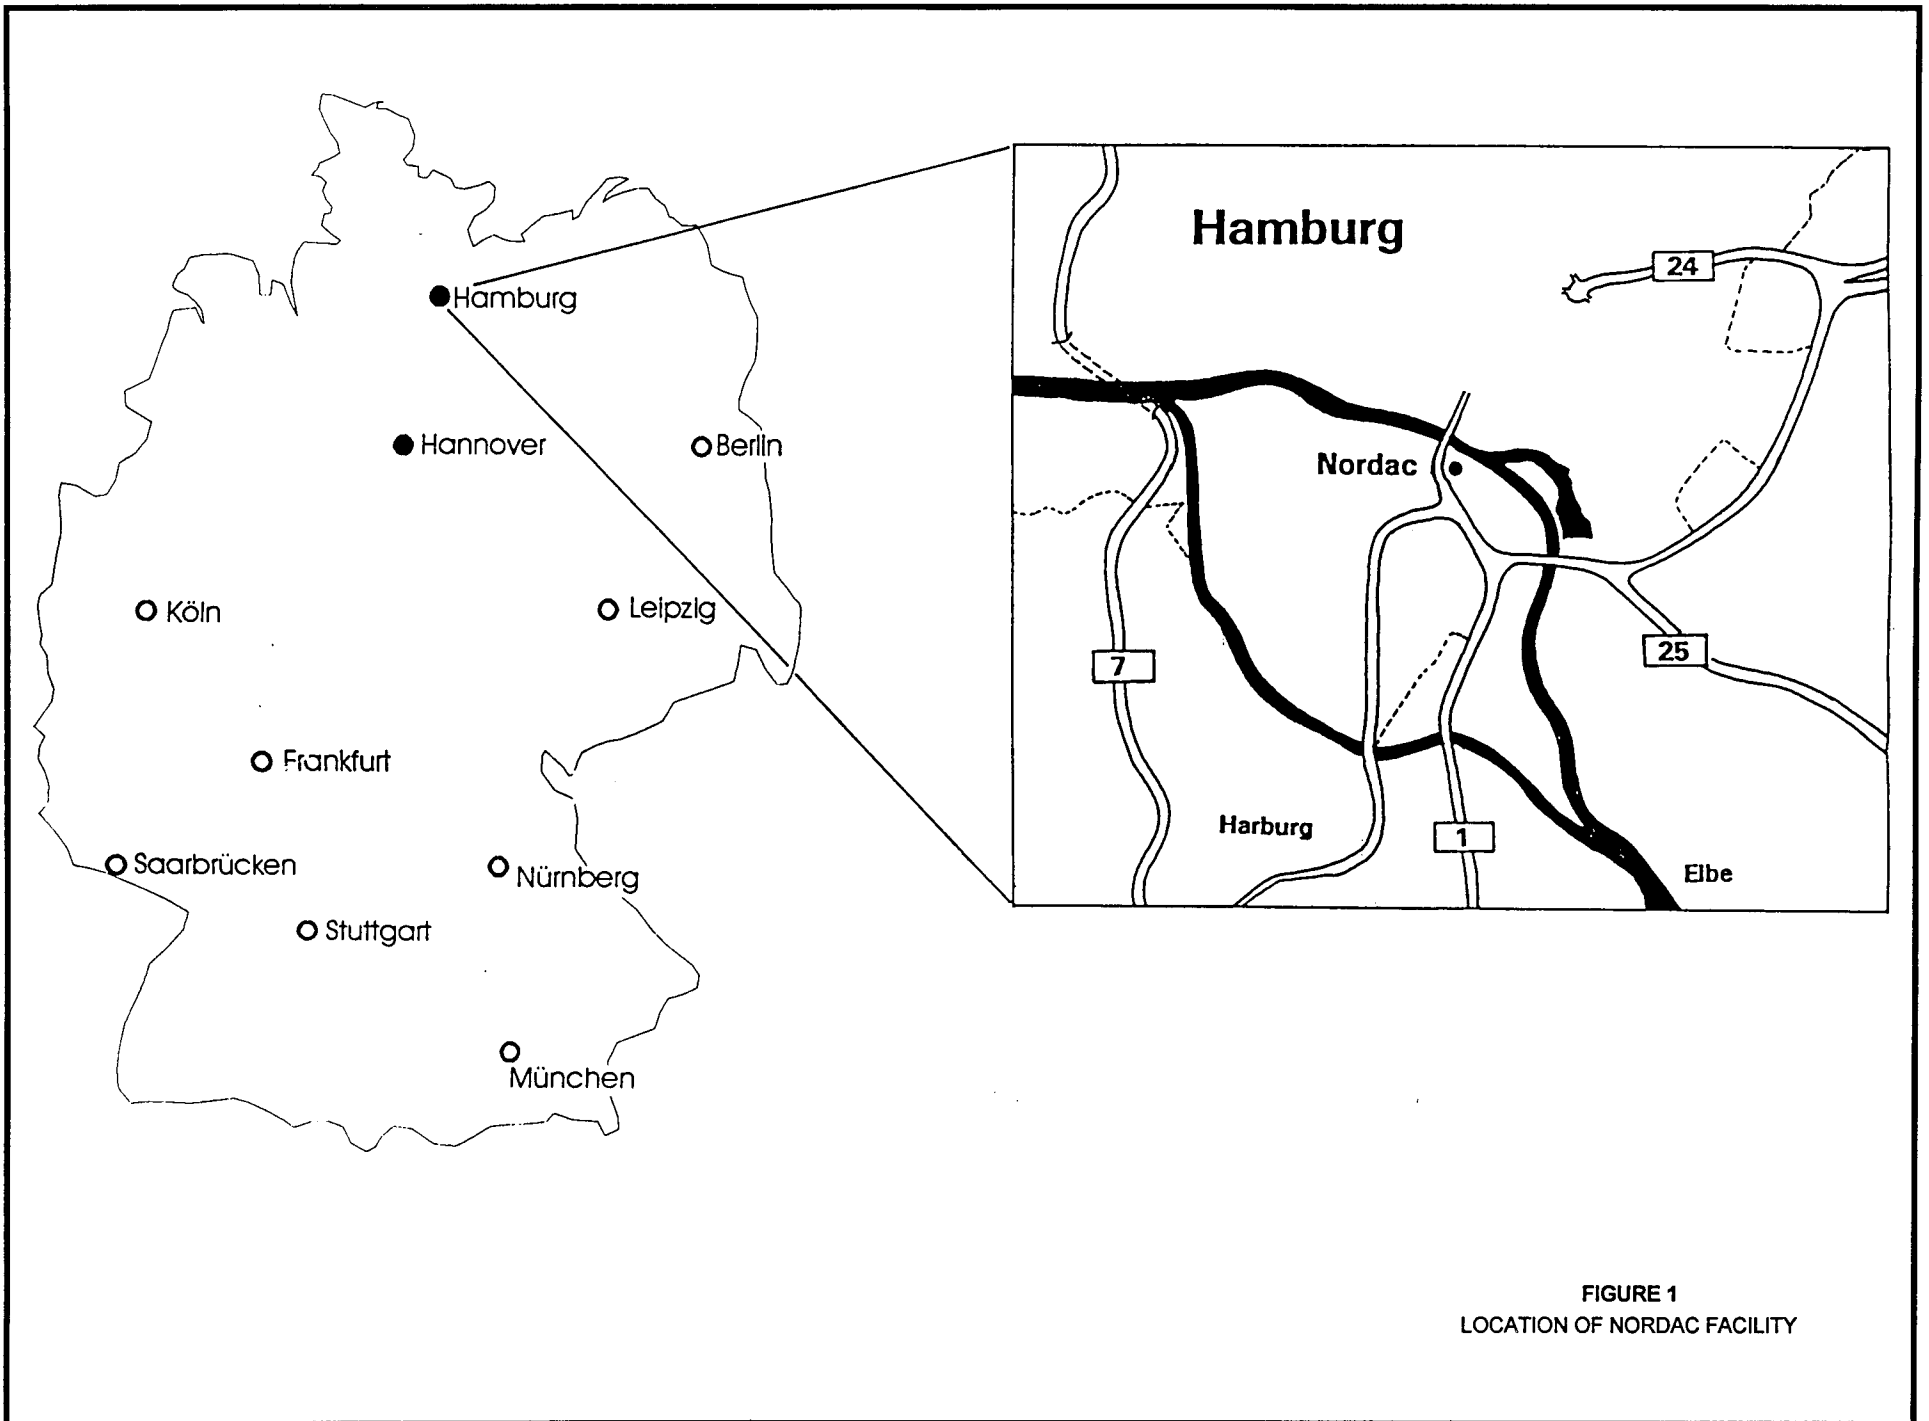 Hamburg
Hannover
Berlin
Köln
Leipzig
Frankfurt
Saarbrücken
Nürnberg
Stuttgart
München
Hamburg
24
Nordac
7
25
Harburg
1
Elbe
FIGURE 1
LOCATION OF NORDAC FACILITY